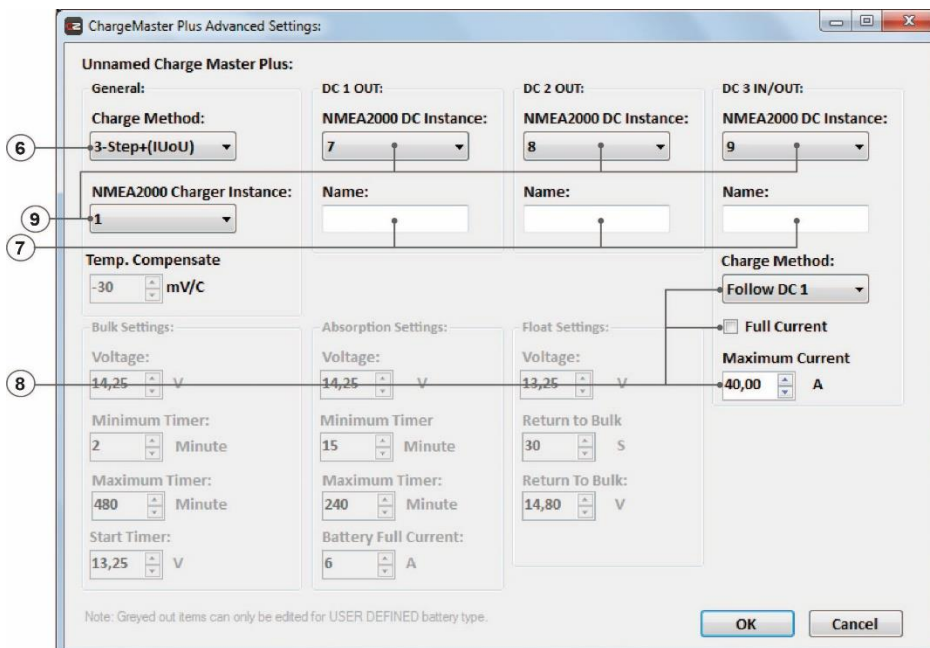 ChargeMaster Plus Advanced Settings:
Unnamed Charge Master Plus:
General:
Charge Method:
3-Step+(IUoU)
NMEA2000 Charger Instance:
1
Temp. Compensate
-30 mV/C
DC 1 OUT:
NMEA2000 DC Instance:
7
Name:
DC 2 OUT:
NMEA2000 DC Instance:
8
Name:
DC 3 IN/OUT:
NMEA2000 DC Instance:
9
Name:
Charge Method:
Follow DC 1
Full Current
Maximum Current
40,00 A
Bulk Settings:
Voltage:
14,25 V
Minimum Timer:
2 Minute
Maximum Timer:
480 Minute
Start Timer:
13,25 V
Absorption Settings:
Voltage:
14,25 V
Minimum Timer
15 Minute
Maximum Timer:
240 Minute
Battery Full Current:
6 A
Float Settings:
Voltage:
13,25 V
Return to Bulk
30 S
Return To Bulk:
14,80 V
Note: Greyed out items can only be edited for USER DEFINED battery type.
OK
Cancel
6
9
7
8